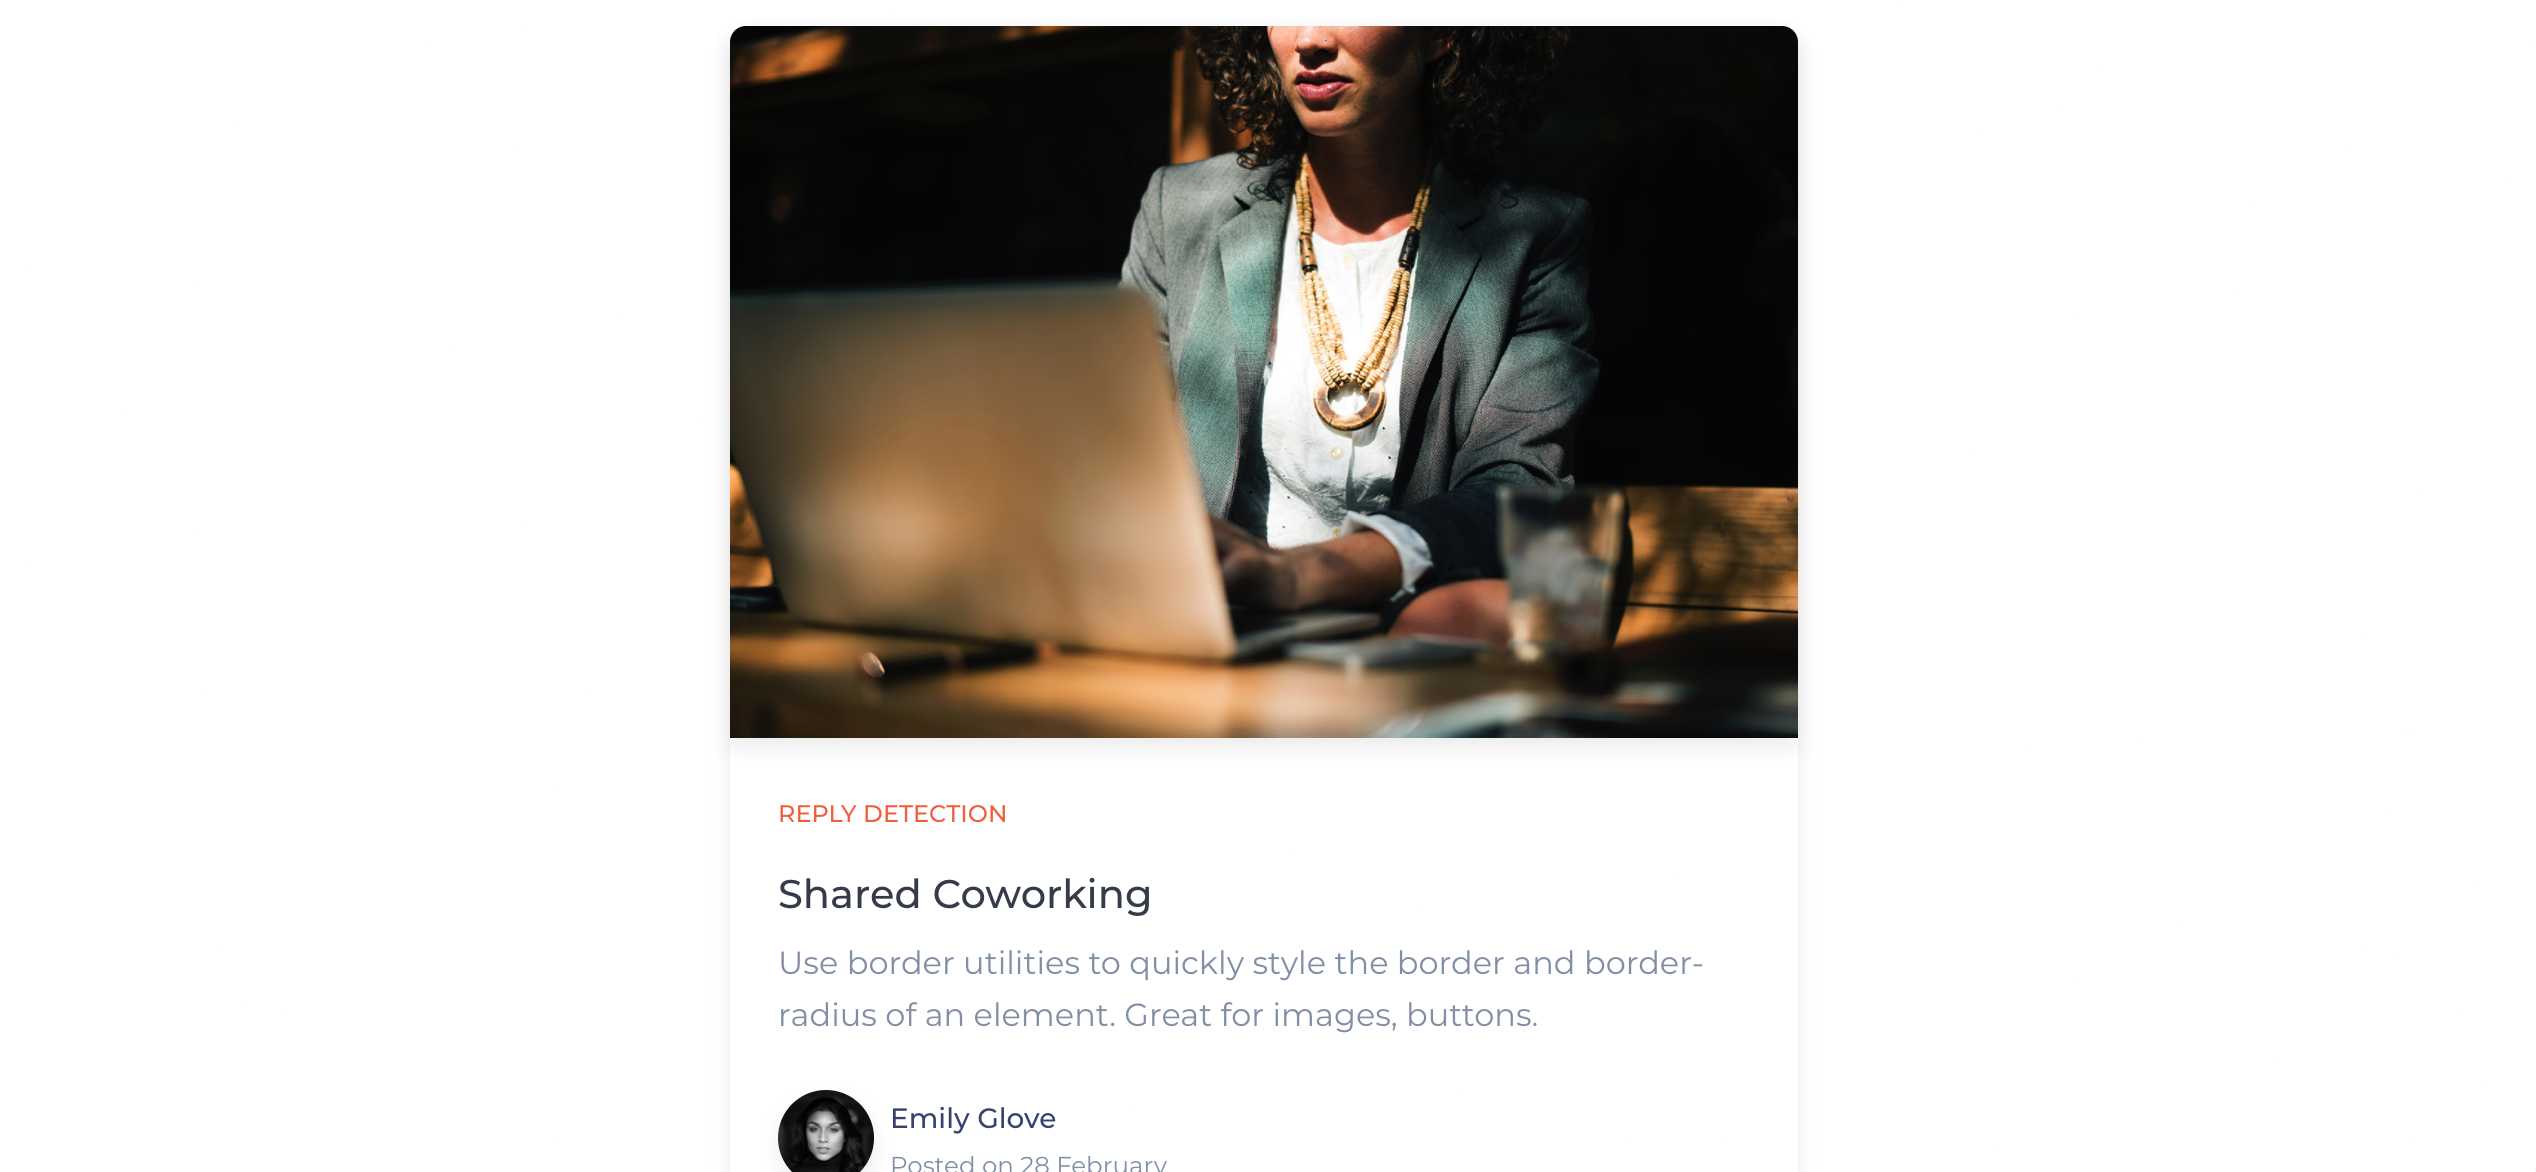 REPLY DETECTION
Shared Coworking
Use border utilities to quickly style the border and border-
radius of an element. Great for images, buttons.
Emily Glove
Posted on 28 February